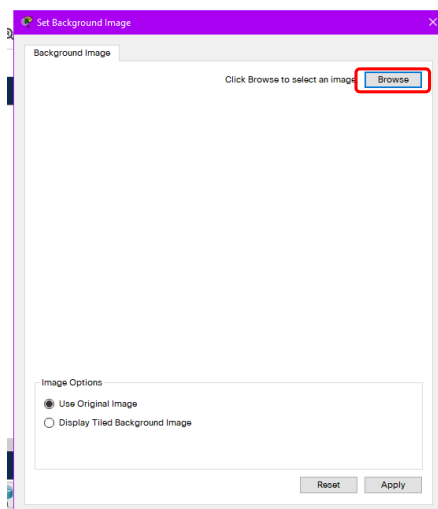 Set Background Image
Background Image
Click Browse to select an image
Browse
Image Options
Use Original Image
Display Tiled Background Image
Reset Apply